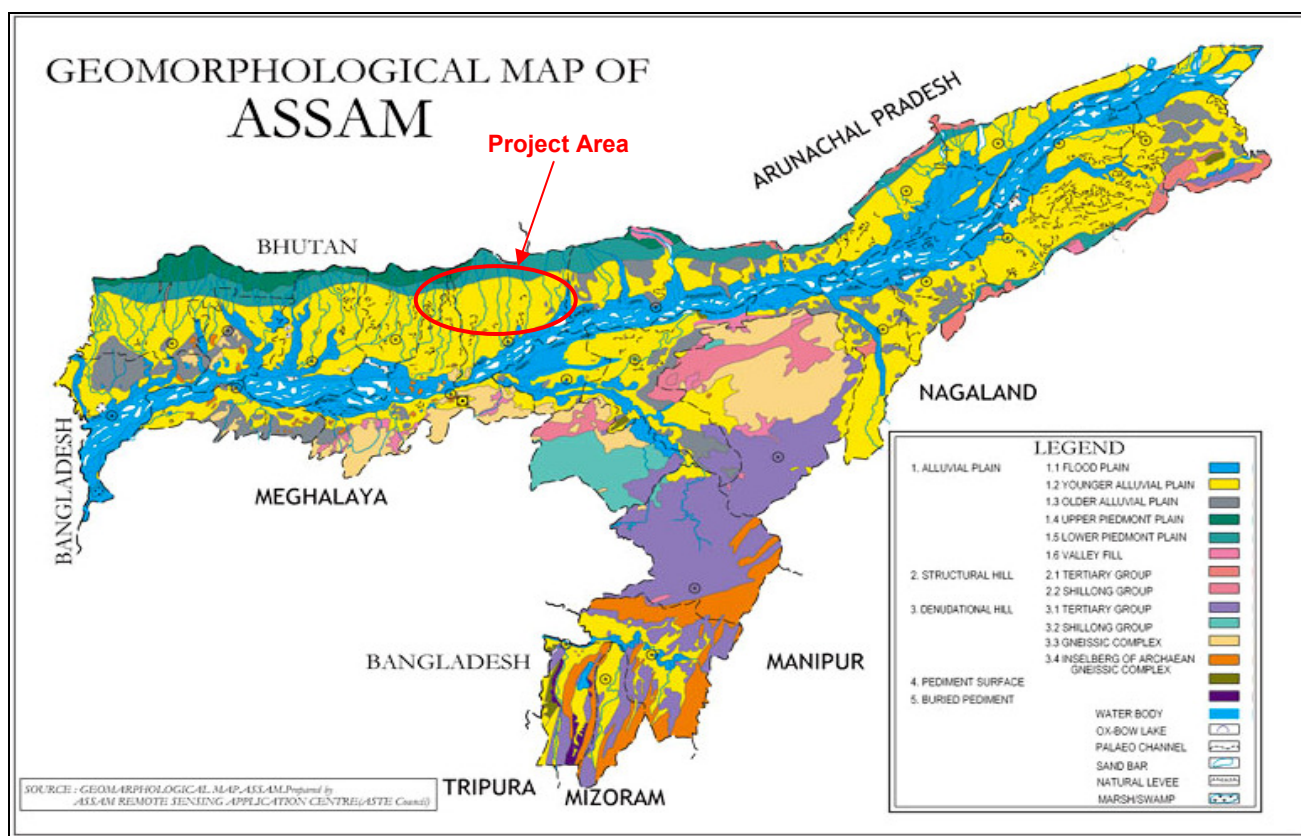 GEOMORPHOLOGICAL MAP OF
ASSAM
Project Area
ARUNACHAL PRADESH
BHUTAN
NAGALAND
BANGLADESH
MEGHALAYA
BANGLADESH
MANIPUR
TRIPURA
MIZORAM
LEGEND
1. ALLUVIAL PLAIN
1.1 FLOOD PLAIN
1.2 YOUNGER ALLUVIAL PLAIN
1.3 OLDER ALLUVIAL PLAIN
1.4 UPPER PIEDMONT PLAIN
1.5 LOWER PIEDMONT PLAIN
1.6 VALLEY FILL
2. STRUCTURAL HILL
2.1 TERTIARY GROUP
2.2 SHILLONG GROUP
3. DENUDATIONAL HILL
3.1 TERTIARY GROUP
3.2 SHILLONG GROUP
3.3 GNEISSIC COMPLEX
3.4 INSELBERG OF ARCHAEAN
GNEISSIC COMPLEX
4. PEDIMENT SURFACE
5. BURIED PEDIMENT
WATER BODY
OX-BOW LAKE
PALAEO CHANNEL
SAND BAR
NATURAL LEVEE
MARSH/SWAMP
SOURCE : GEOMARPHOLOGICAL MAP,ASSAM.Prepared by
ASSAM REMOTE SENSING APPLICATION CENTRE(ASTE Council)